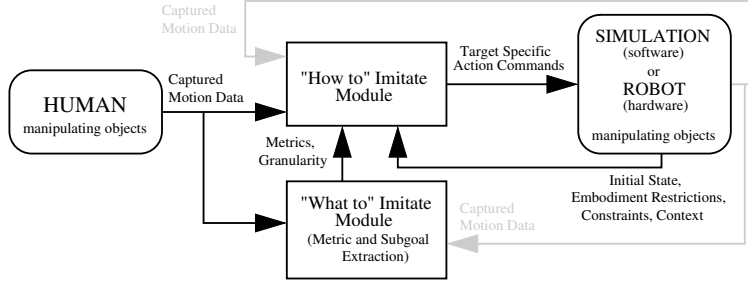 Captured
Motion Data
SIMULATION
(software)
or
ROBOT
(hardware)
manipulating objects
Target Specific
Action Commands
"How to" Imitate
Module
Captured
Motion Data
HUMAN
manipulating objects
Metrics,
Granularity
Initial State,
Embodiment Restrictions,
Constraints, Context
"What to" Imitate
Module
(Metric and Subgoal
Extraction)
Captured
Motion Data